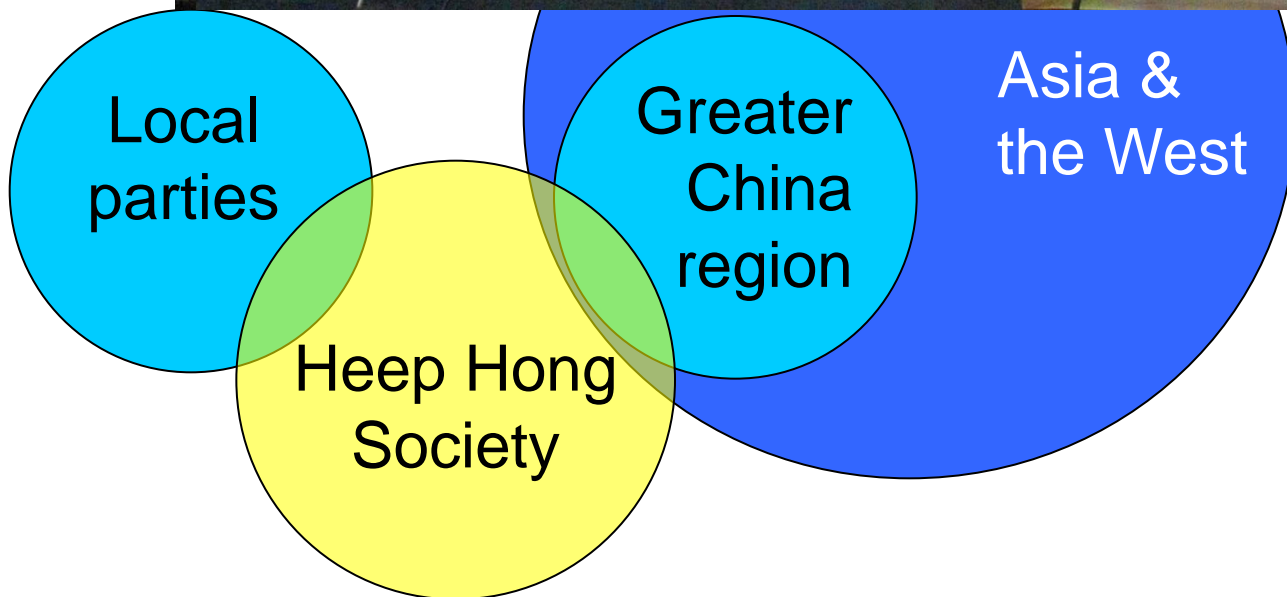 Local
parties
Greater
China
region
Asia &
the West
Heep Hong
Society